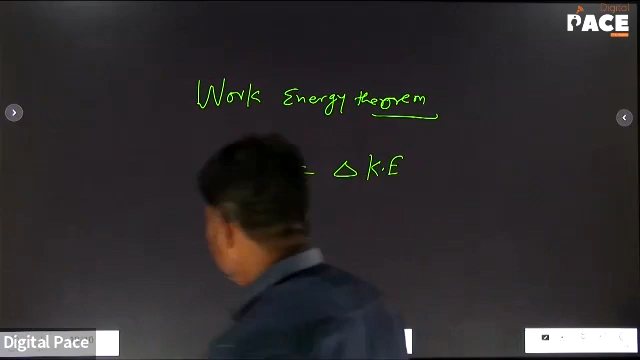 Digital
PACE
Work Energy theorem
= Δ K.E
Digital Pace